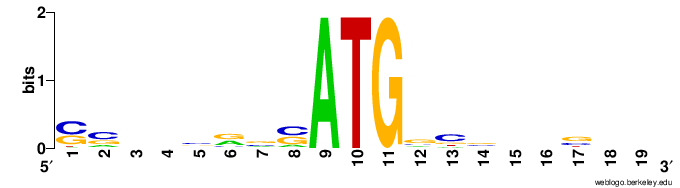 2
bits
1
0
C C C A T G C
G G G A G A G G G
5′ 1 2 3 4 5 6 7 8 9 10 11 12 13 14 15 16 17 18 19 3′
weblogo.berkeley.edu